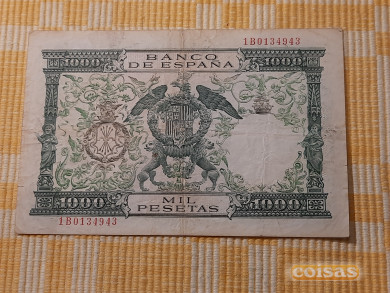 1B0134943
BANCO
DE ESPAÑA
1000
1000
1000
MIL
PESETAS
1000
1B0134943
coisas